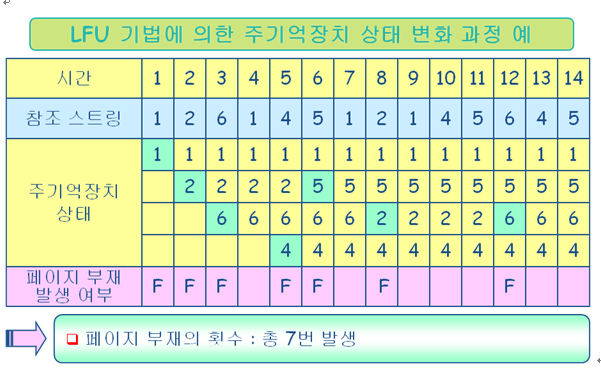 LFU 기법에 의한 주기억장치 상태 변화 과정 예
시간 1 2 3 4 5 6 7 8 9 10 11 12 13 14
참조 스트링 1 2 6 1 4 5 1 2 1 4 5 6 4 5
주기억장치
상태
1 1 1 1 1 1 1 1 1 1 1 1 1 1
2 2 2 2 5 5 5 5 5 5 5 5 5
6 6 6 6 6 2 2 2 2 6 6 6
4 4 4 4 4 4 4 4 4 4
페이지 부재
발생 여부
F F F F F F F
페이지 부재의 횟수 : 총 7번 발생